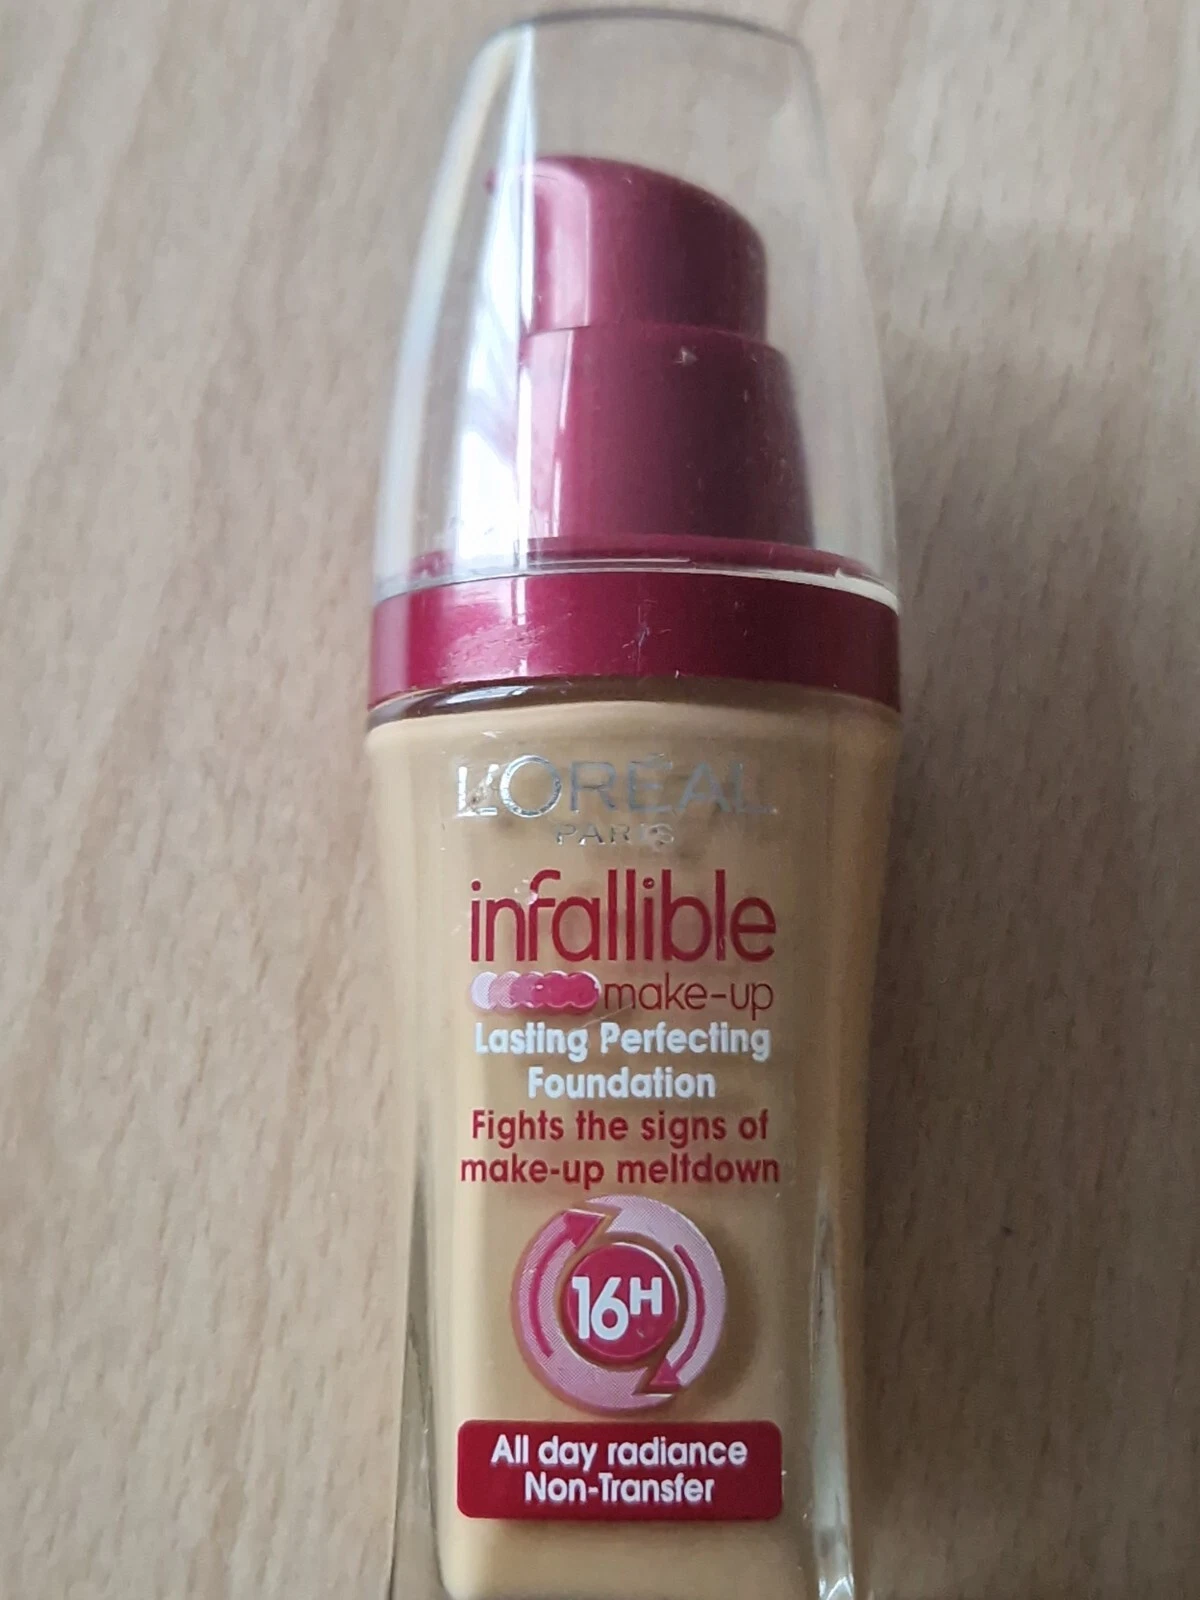 L'ORÉAL
PARIS
infallible
make-up
Lasting Perfecting
Foundation
Fights the signs of
make-up meltdown
16H
All day radiance
Non-Transfer